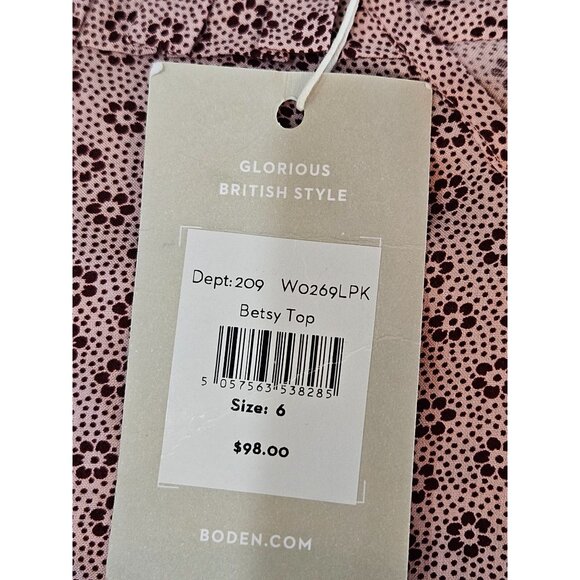 GLORIOUS
BRITISH STYLE
Dept: 209 W0269LPK
Betsy Top
5 057563 538285
Size: 6
$98.00
BODEN.COM